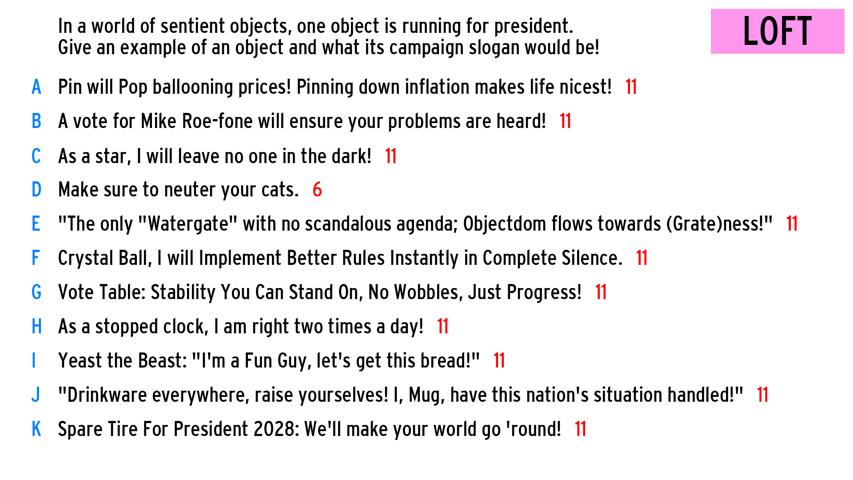 In a world of sentient objects, one object is running for president.
Give an example of an object and what its campaign slogan would be!
LOFT
A Pin will Pop ballooning prices! Pinning down inflation makes life nicest! 11
B A vote for Mike Roe-fone will ensure your problems are heard! 11
C As a star, I will leave no one in the dark! 11
D Make sure to neuter your cats. 6
E "The only "Watergate" with no scandalous agenda; Objectdom flows towards (Grate)ness!" 11
F Crystal Ball, I will Implement Better Rules Instantly in Complete Silence. 11
G Vote Table: Stability You Can Stand On, No Wobbles, Just Progress! 11
H As a stopped clock, I am right two times a day! 11
I Yeast the Beast: "I'm a Fun Guy, let's get this bread!" 11
J "Drinkware everywhere, raise yourselves! I, Mug, have this nation's situation handled!" 11
K Spare Tire For President 2028: We'll make your world go 'round! 11